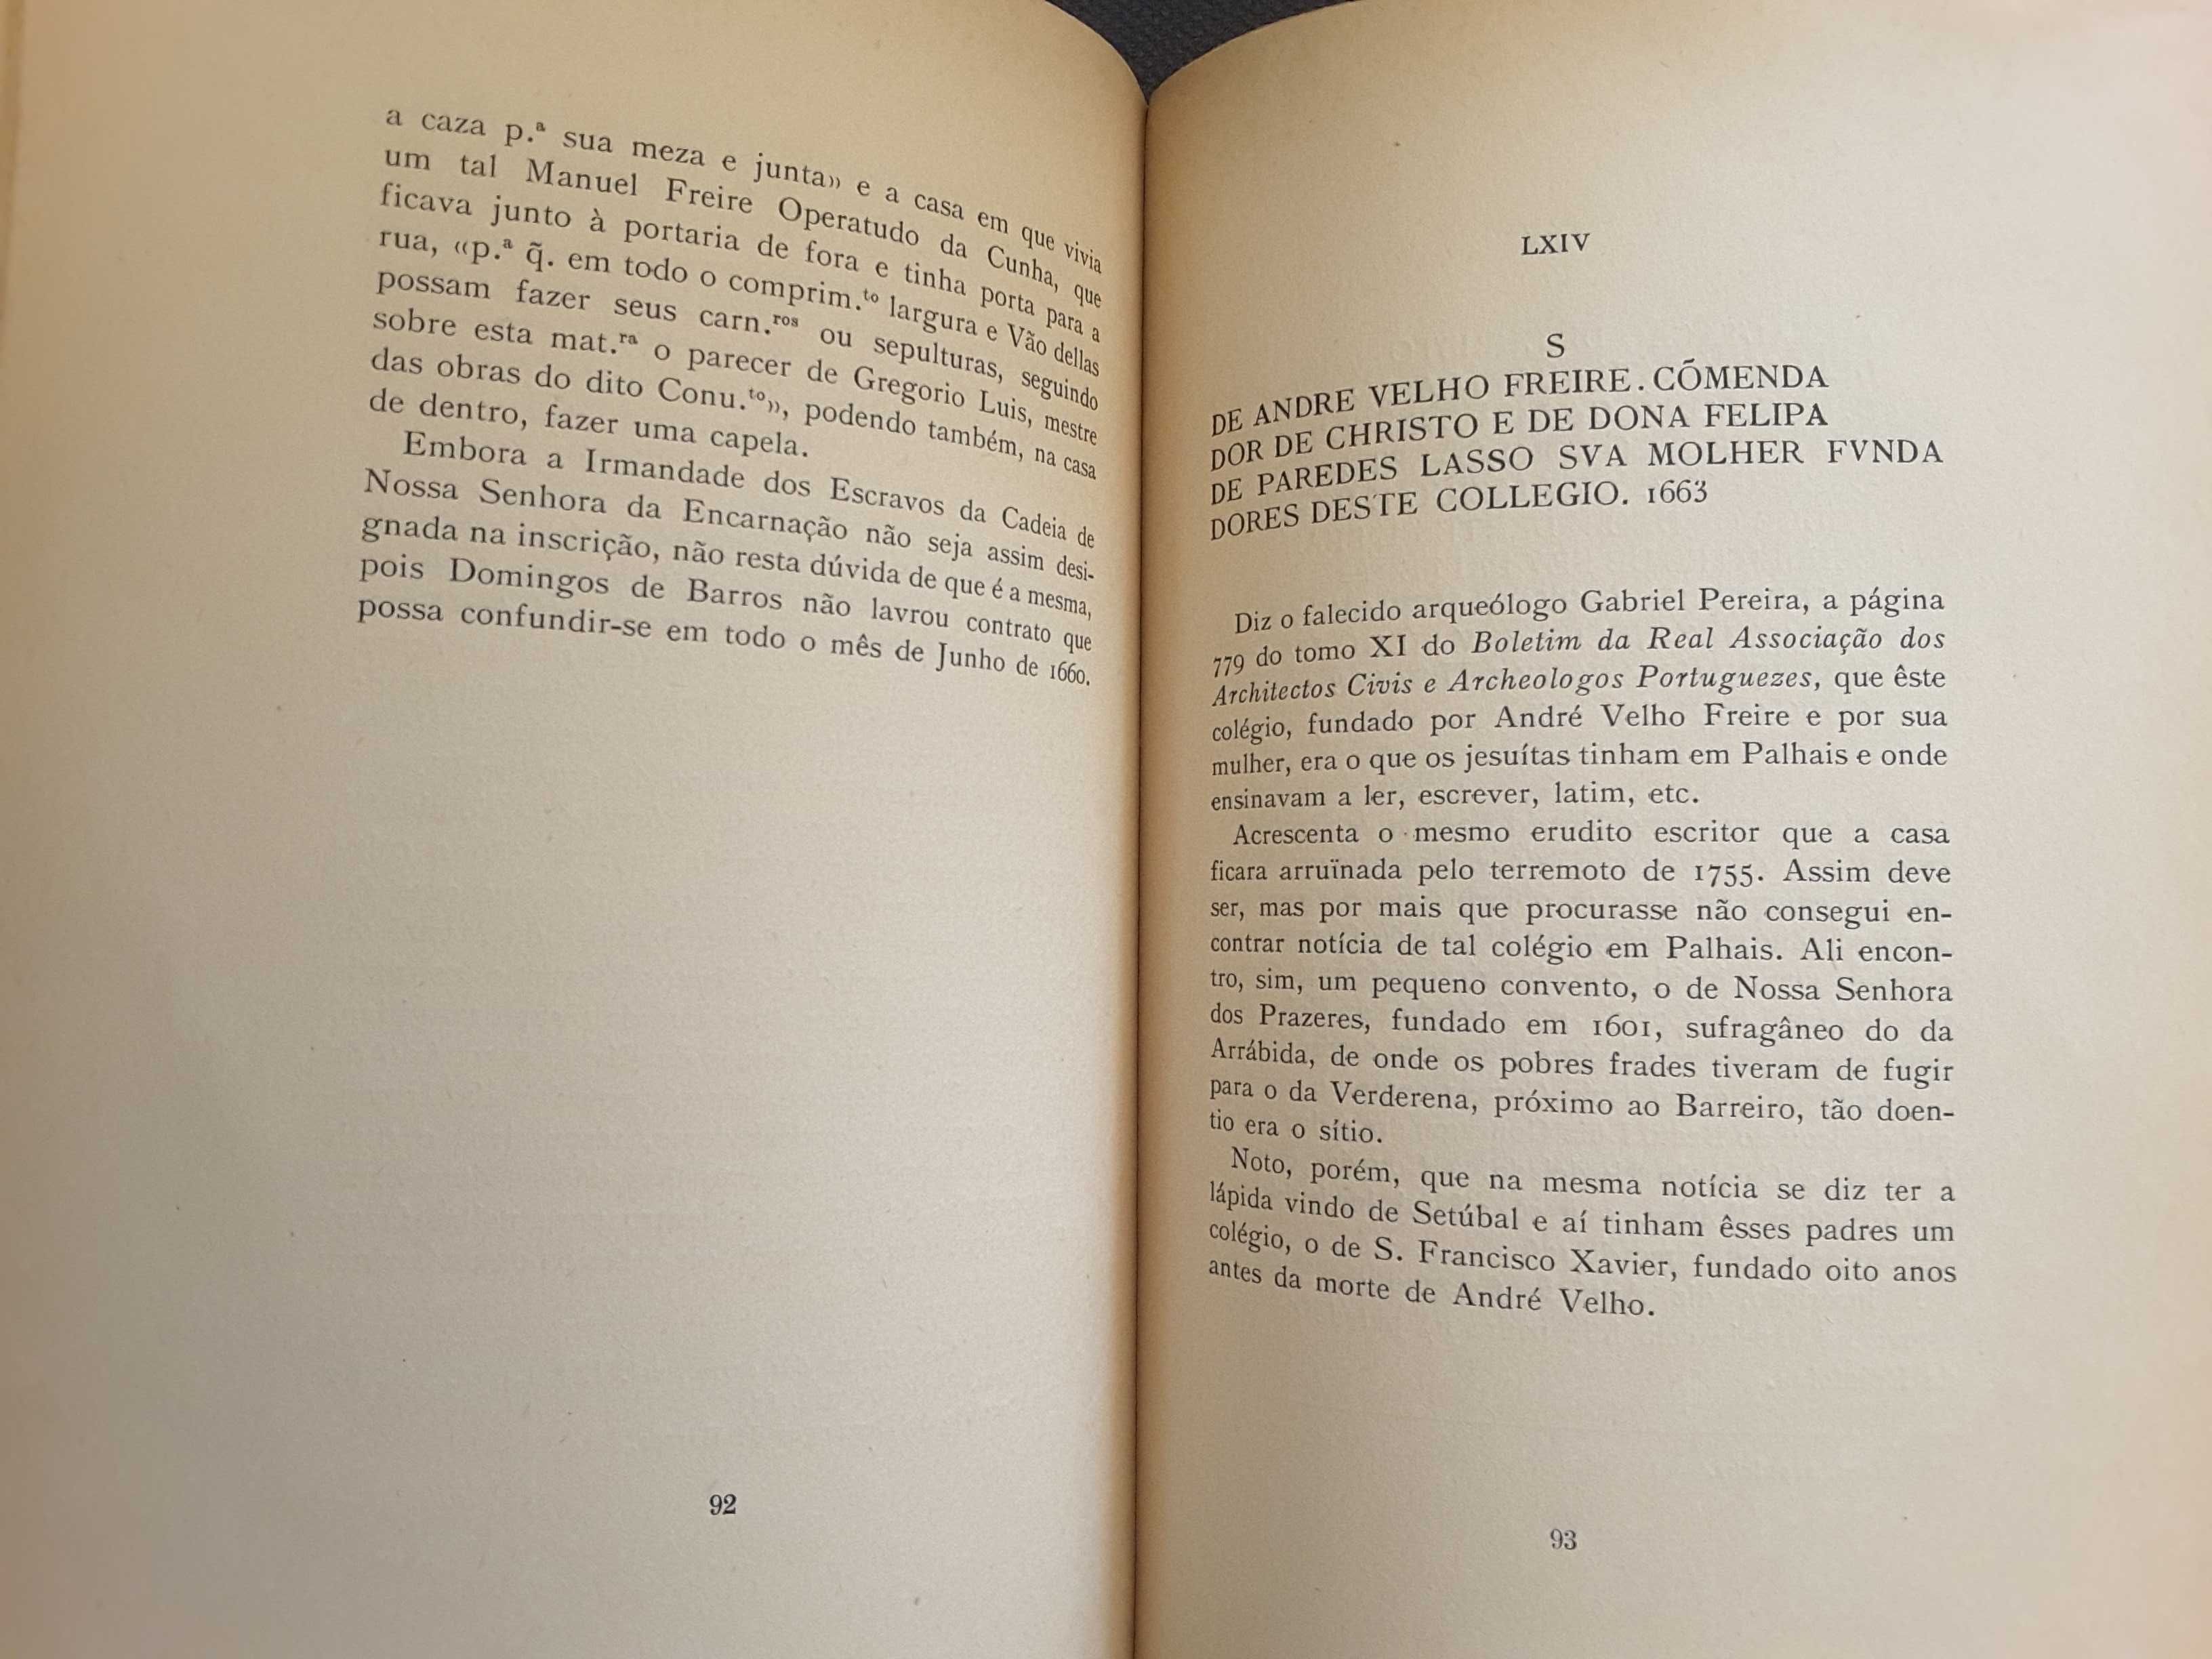 a caza p.ª sua meza e junta» e a casa em que vivia
um tal Manuel Freire Operatudo da Cunha, que
ficava junto à portaria de fora e tinha porta para a
rua, «p.ª q̃. em todo o comprim.ᵗᵒ largura e Vão dellas
possam fazer seus carn.ʳᵒˢ ou sepulturas, seguindo
sobre esta mat.ʳᵃ o parecer de Gregorio Luis, mestre
das obras do dito Conu.ᵗᵒ», podendo também, na casa
de dentro, fazer uma capela.
Embora a Irmandade dos Escravos da Cadeia de
Nossa Senhora da Encarnação não seja assim desi-
gnada na inscrição, não resta dúvida de que é a mesma,
pois Domingos de Barros não lavrou contrato que
possa confundir-se em todo o mês de Junho de 1660.
92
LXIV
S
DE ANDRE VELHO FREIRE. CÕMENDA
DOR DE CHRISTO E DE DONA FELIPA
DE PAREDES LASSO SVA MOLHER FVNDA
DORES DESTE COLLEGIO. 1663
Diz o falecido arqueólogo Gabriel Pereira, a página
779 do tomo XI do Boletim da Real Associação dos
Architectos Civis e Archeologos Portuguezes, que êste
colégio, fundado por André Velho Freire e por sua
mulher, era o que os jesuítas tinham em Palhais e onde
ensinavam a ler, escrever, latim, etc.
Acrescenta o mesmo erudito escritor que a casa
ficara arruïnada pelo terremoto de 1755. Assim deve
ser, mas por mais que procurasse não consegui en-
contrar notícia de tal colégio em Palhais. Ali encon-
tro, sim, um pequeno convento, o de Nossa Senhora
dos Prazeres, fundado em 1601, sufragâneo do da
Arrábida, de onde os pobres frades tiveram de fugir
para o da Verderena, próximo ao Barreiro, tão doen-
tio era o sítio.
Noto, porém, que na mesma notícia se diz ter a
lápida vindo de Setúbal e aí tinham êsses padres um
colégio, o de S. Francisco Xavier, fundado oito anos
antes da morte de André Velho.
93